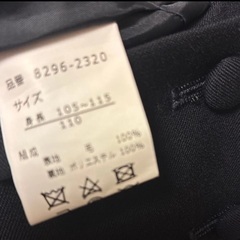 品番 8296-2320
サイズ
身長 105~115
110
組成 表地 毛 100%
裏地 ポリエステル 100%